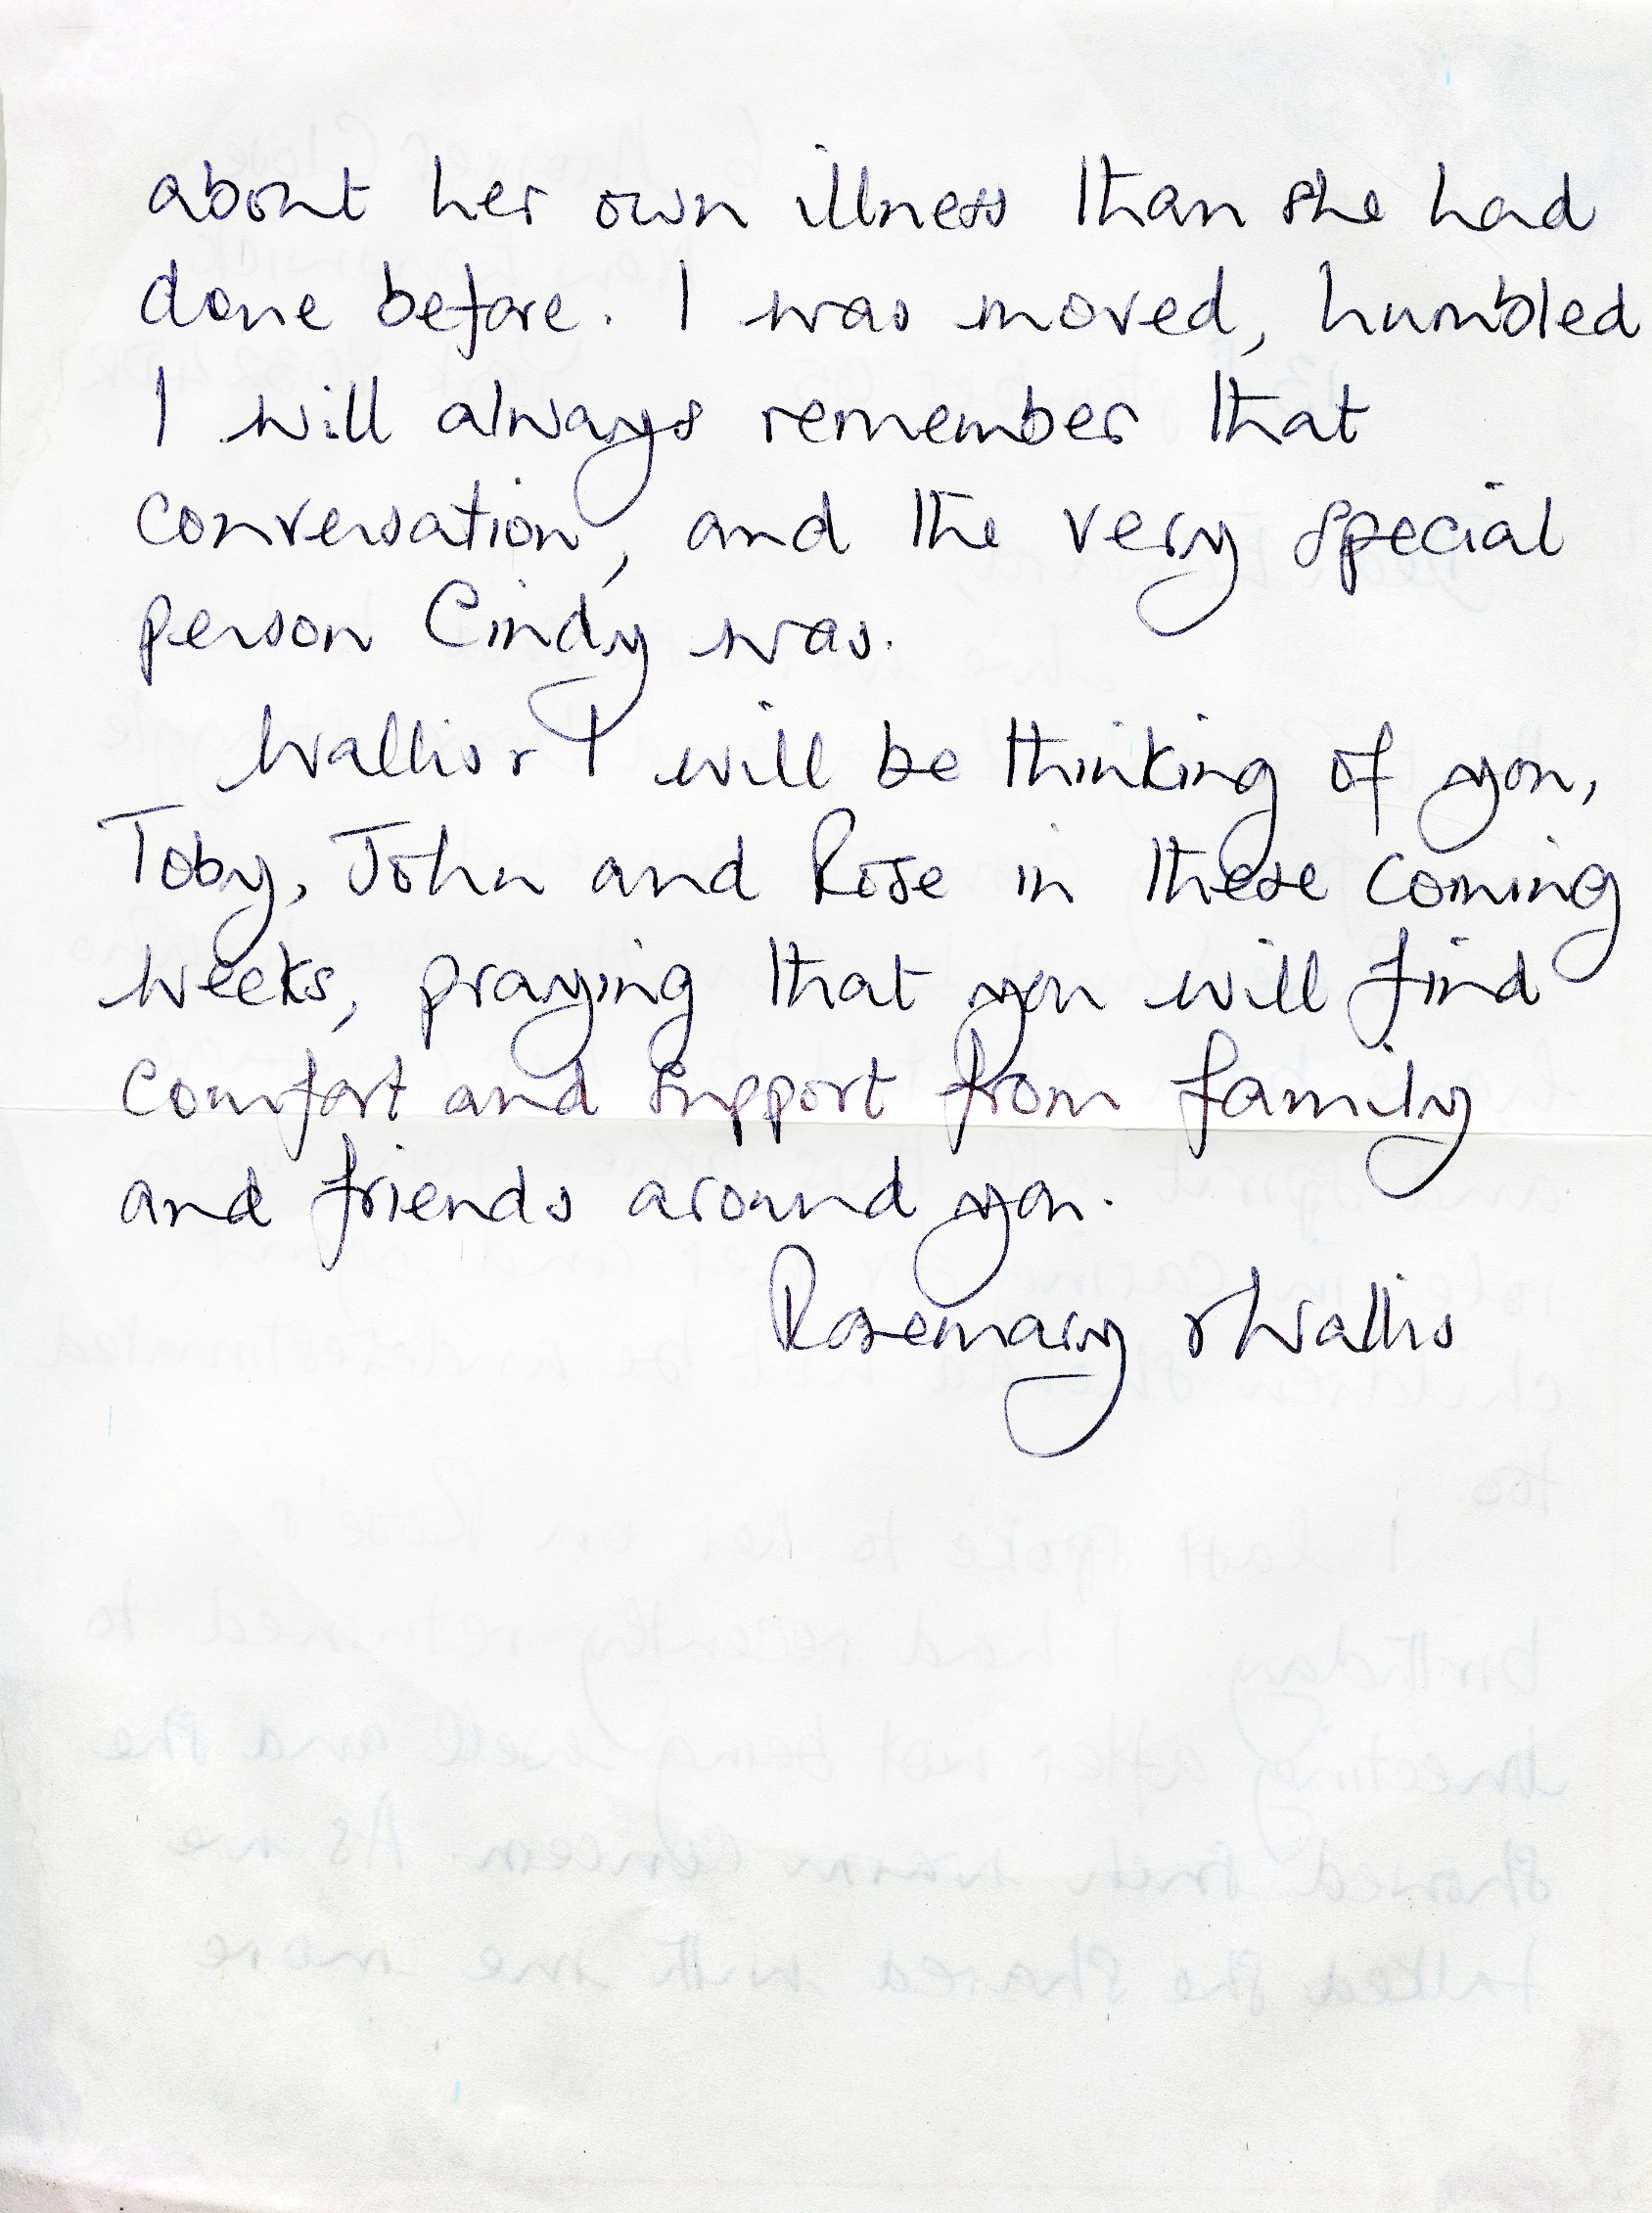 about her own illness than she had
done before. I was moved, humbled
I will always remember that
conversation, and the very special
person Cindy was.
Wallis & I will be thinking of you,
Toby, John and Rose in these coming
weeks, praying that you will find
comfort and support from family
and friends around you.
Rosemary & Wallis